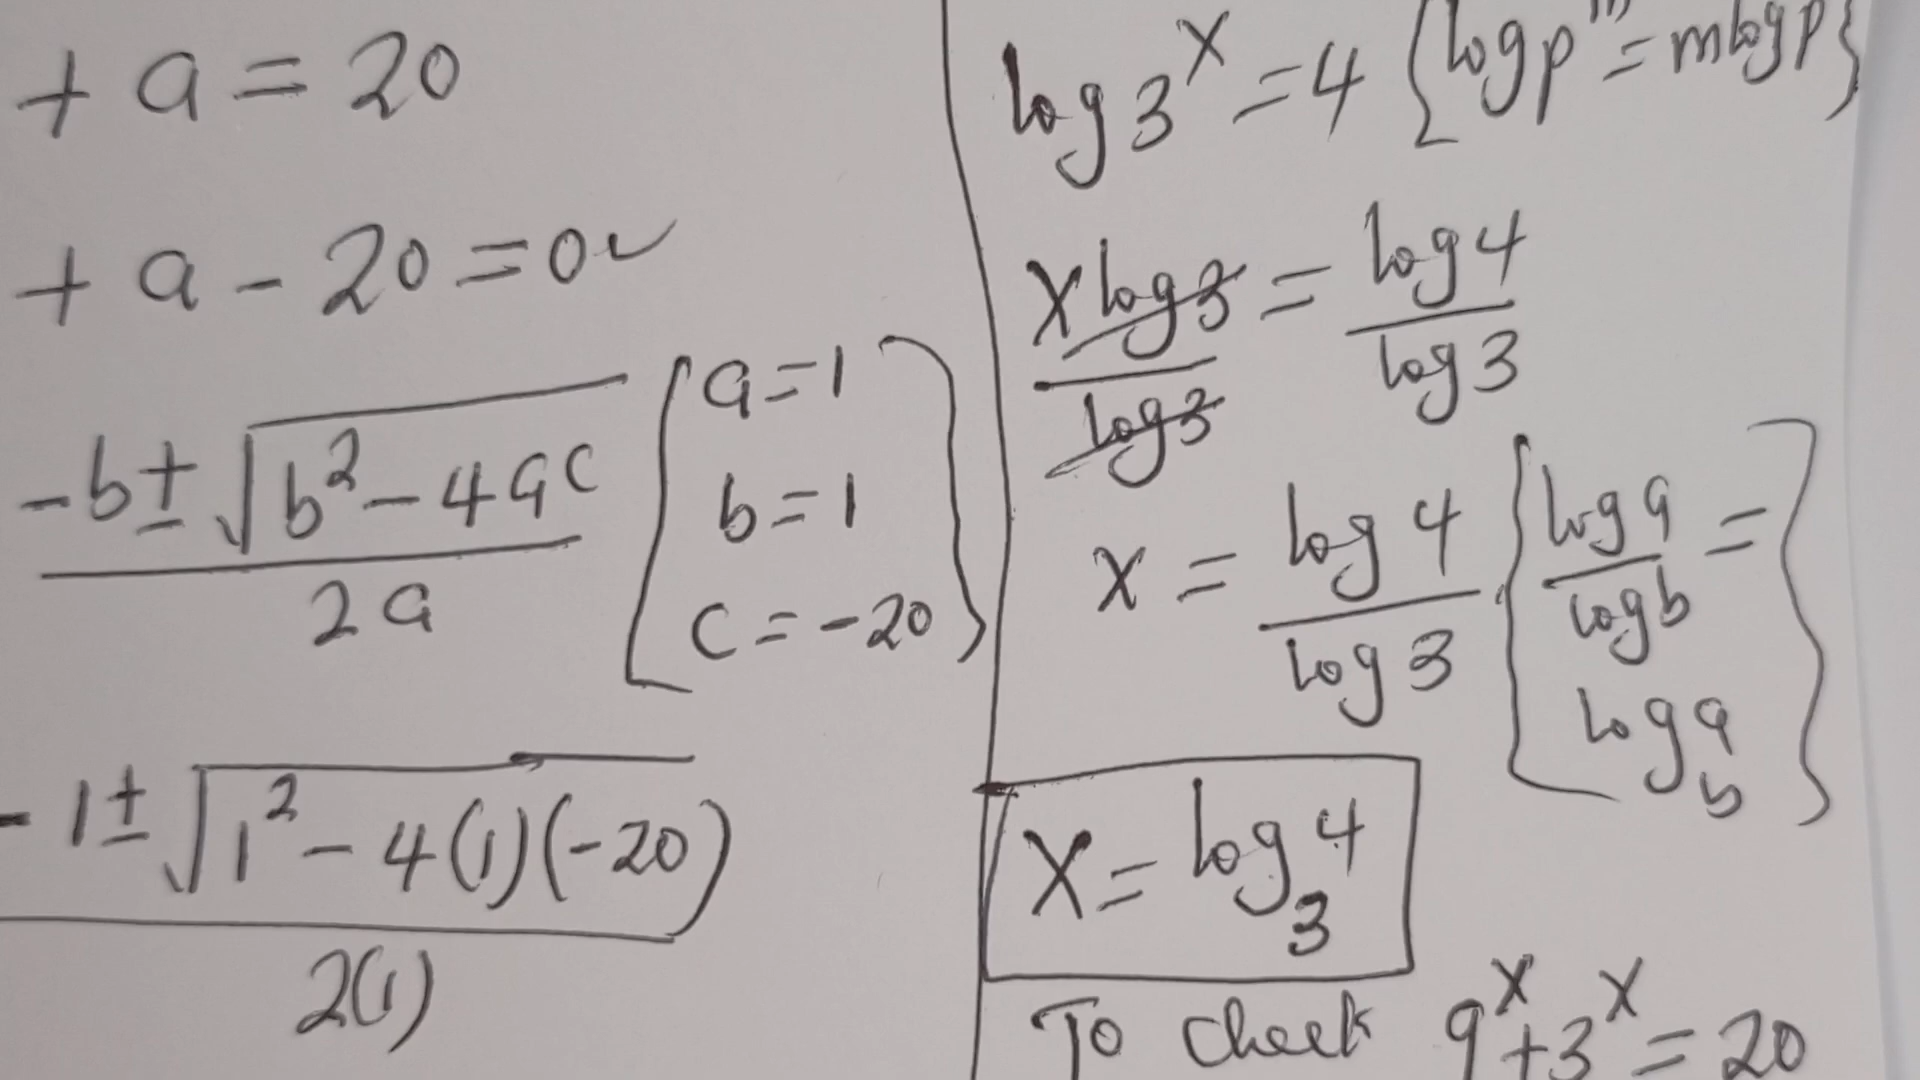 + a = 20
+ a - 20 = 0
-b ± √b² - 4ac
2a
a = 1
b = 1
c = -20
- 1 ± √1² - 4(1)(-20)
2(1)
log 3^x = 4 {log p^m = m log p}
x log 3 = log 4
log 3 log 3
x = log 4
log 3
log a =
log b
log_b a
x = log_3 4
To check 9^x + 3^x = 20